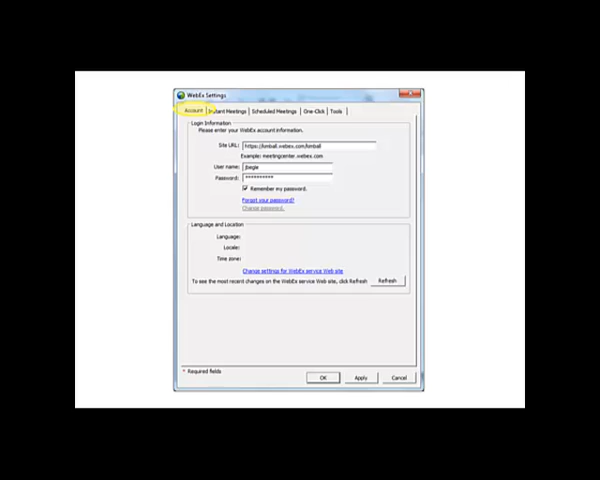 WebEx Settings
Account Instant Meetings Scheduled Meetings One-Click Tools
Login Information
Please enter your WebEx account information.
Site URL: https://kimball.webex.com/kimball
Example: meetingcenter.webex.com
User name: jbegle
Password: **********
Remember my password.
Forgot your password?
Change password.
Language and Location
Language:
Locale:
Time zone:
Change settings for WebEx service Web site
To see the most recent changes on the WebEx service Web site, click Refresh Refresh
* Required fields
OK Apply Cancel